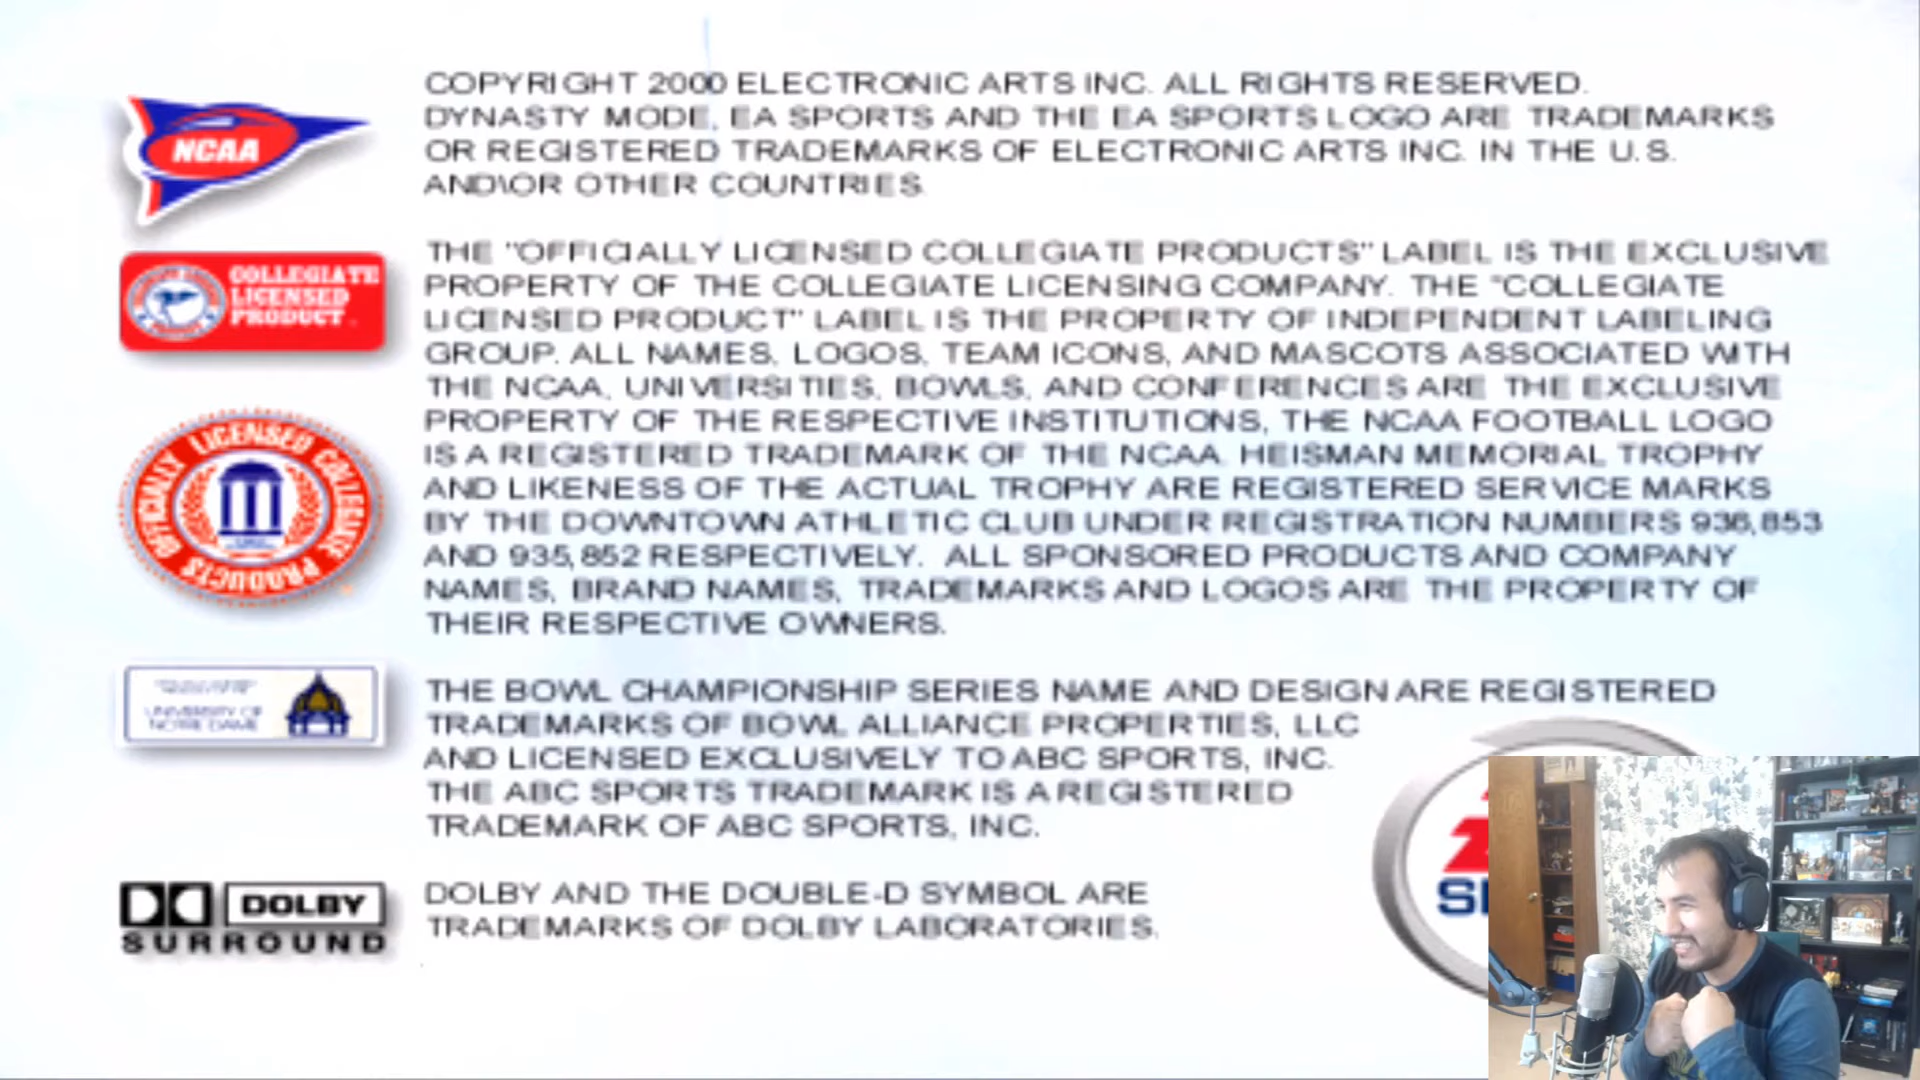 NCAA
COPYRIGHT 2000 ELECTRONIC ARTS INC. ALL RIGHTS RESERVED.
DYNASTY MODE, EA SPORTS AND THE EA SPORTS LOGO ARE TRADEMARKS
OR REGISTERED TRADEMARKS OF ELECTRONIC ARTS INC. IN THE U.S.
AND\OR OTHER COUNTRIES.
COLLEGIATE
LICENSED
PRODUCT
THE "OFFICIALLY LICENSED COLLEGIATE PRODUCTS" LABEL IS THE EXCLUSIVE
PROPERTY OF THE COLLEGIATE LICENSING COMPANY. THE "COLLEGIATE
LICENSED PRODUCT" LABEL IS THE PROPERTY OF INDEPENDENT LABELING
GROUP. ALL NAMES, LOGOS, TEAM ICONS, AND MASCOTS ASSOCIATED WITH
THE NCAA, UNIVERSITIES, BOWLS, AND CONFERENCES ARE THE EXCLUSIVE
PROPERTY OF THE RESPECTIVE INSTITUTIONS, THE NCAA FOOTBALL LOGO
IS A REGISTERED TRADEMARK OF THE NCAA. HEISMAN MEMORIAL TROPHY
AND LIKENESS OF THE ACTUAL TROPHY ARE REGISTERED SERVICE MARKS
BY THE DOWNTOWN ATHLETIC CLUB UNDER REGISTRATION NUMBERS 936,853
AND 935,852 RESPECTIVELY. ALL SPONSORED PRODUCTS AND COMPANY
NAMES, BRAND NAMES, TRADEMARKS AND LOGOS ARE THE PROPERTY OF
THEIR RESPECTIVE OWNERS.
OFFICIALLY LICENSED COLLEGIATE PRODUCTS
UNIVERSITY OF
NOTRE DAME
THE BOWL CHAMPIONSHIP SERIES NAME AND DESIGN ARE REGISTERED
TRADEMARKS OF BOWL ALLIANCE PROPERTIES, LLC
AND LICENSED EXCLUSIVELY TO ABC SPORTS, INC.
THE ABC SPORTS TRADEMARK IS A REGISTERED
TRADEMARK OF ABC SPORTS, INC.
DOLBY
SURROUND
DOLBY AND THE DOUBLE-D SYMBOL ARE
TRADEMARKS OF DOLBY LABORATORIES.